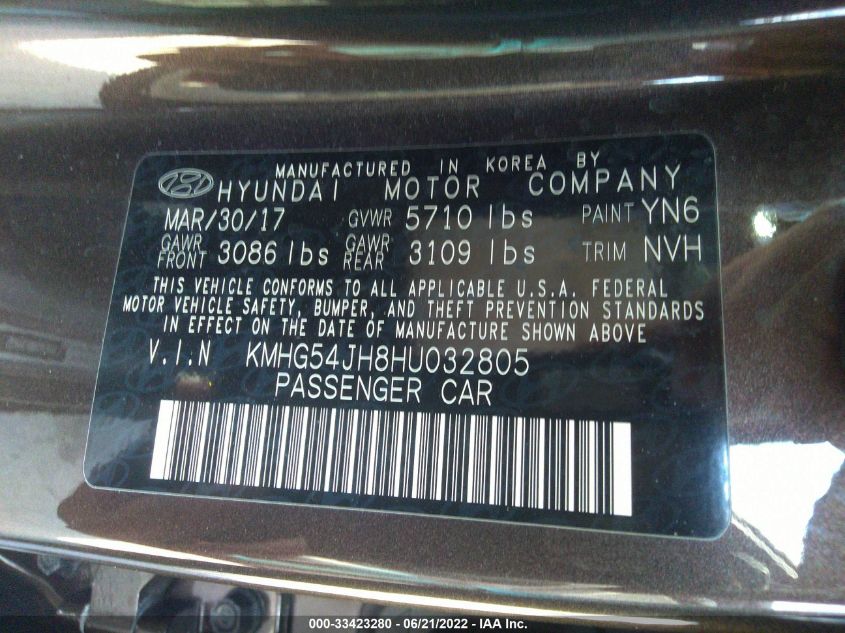 MANUFACTURED IN KOREA BY
HYUNDAI MOTOR COMPANY
MAR/30/17 GVWR 5710 lbs PAINT YN6
GAWR FRONT 3086 lbs GAWR REAR 3109 lbs TRIM NVH
THIS VEHICLE CONFORMS TO ALL APPLICABLE U.S.A. FEDERAL
MOTOR VEHICLE SAFETY, BUMPER, AND THEFT PREVENTION STANDARDS
IN EFFECT ON THE DATE OF MANUFACTURE SHOWN ABOVE
V.I.N KMHG54JH8HU032805
PASSENGER CAR
000-33423280 - 06/21/2022 - IAA Inc.